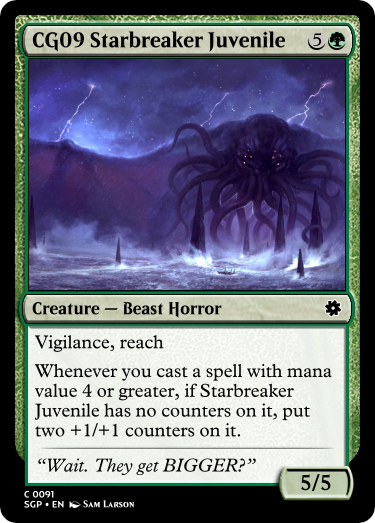 CG09 Starbreaker Juvenile 5
Creature — Beast Horror
Vigilance, reach
Whenever you cast a spell with mana
value 4 or greater, if Starbreaker
Juvenile has no counters on it, put
two +1/+1 counters on it.
“Wait. They get BIGGER?”
5/5
C 0091
SGP • EN Sam Larson